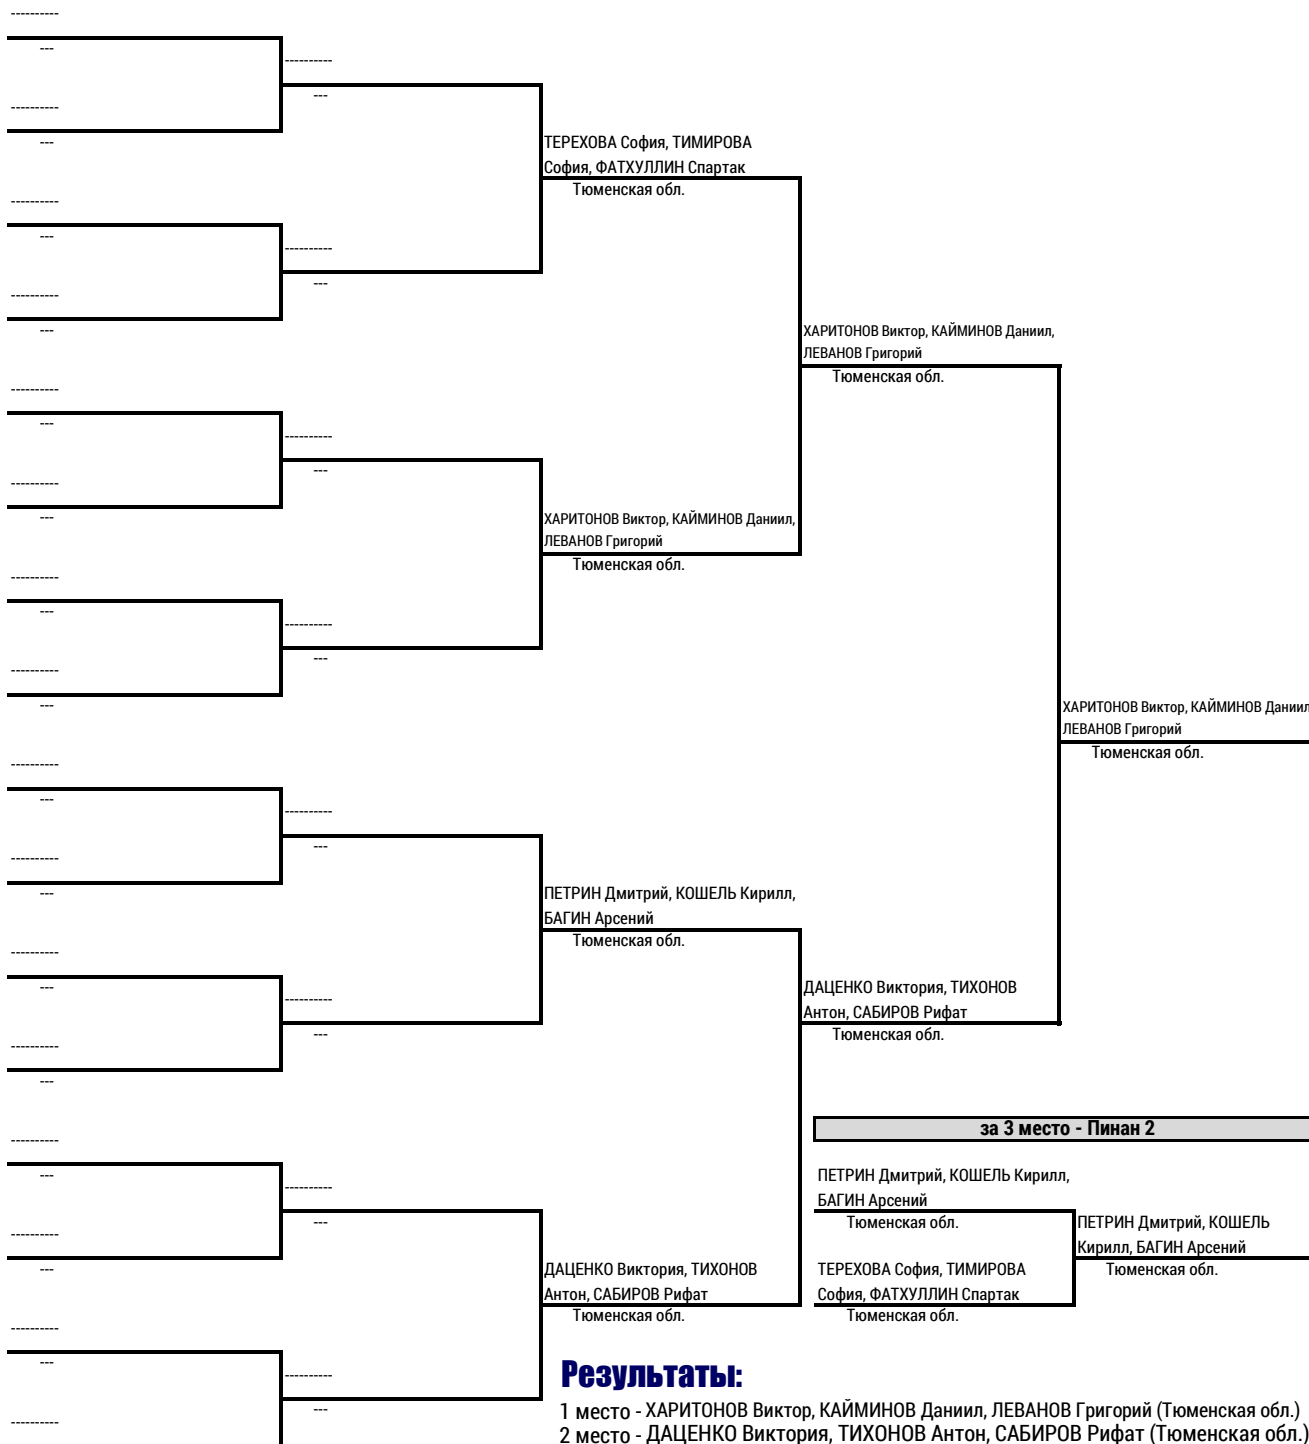 ----------
---
----------
---
----------
---
ТЕРЕХОВА София, ТИМИРОВА
София, ФАТХУЛЛИН Спартак
Тюменская обл.
----------
---
----------
---
----------
---
ХАРИТОНОВ Виктор, КАЙМИНОВ Даниил,
ЛЕВАНОВ Григорий
Тюменская обл.
----------
---
----------
---
----------
---
ХАРИТОНОВ Виктор, КАЙМИНОВ Даниил,
ЛЕВАНОВ Григорий
Тюменская обл.
----------
---
----------
---
----------
---
ХАРИТОНОВ Виктор, КАЙМИНОВ Даниил
ЛЕВАНОВ Григорий
Тюменская обл.
----------
---
----------
---
----------
---
ПЕТРИН Дмитрий, КОШЕЛЬ Кирилл,
БАГИН Арсений
Тюменская обл.
----------
---
----------
---
----------
---
ДАЦЕНКО Виктория, ТИХОНОВ
Антон, САБИРОВ Рифат
Тюменская обл.
за 3 место - Пинан 2
----------
---
----------
---
----------
---
ПЕТРИН Дмитрий, КОШЕЛЬ Кирилл,
БАГИН Арсений
Тюменская обл.
ПЕТРИН Дмитрий, КОШЕЛЬ
Кирилл, БАГИН Арсений
Тюменская обл.
ДАЦЕНКО Виктория, ТИХОНОВ
Антон, САБИРОВ Рифат
Тюменская обл.
ТЕРЕХОВА София, ТИМИРОВА
София, ФАТХУЛЛИН Спартак
Тюменская обл.
----------
---
----------
---
----------
Результаты:
1 место - ХАРИТОНОВ Виктор, КАЙМИНОВ Даниил, ЛЕВАНОВ Григорий (Тюменская обл.)
2 место - ДАЦЕНКО Виктория, ТИХОНОВ Антон, САБИРОВ Рифат (Тюменская обл.)